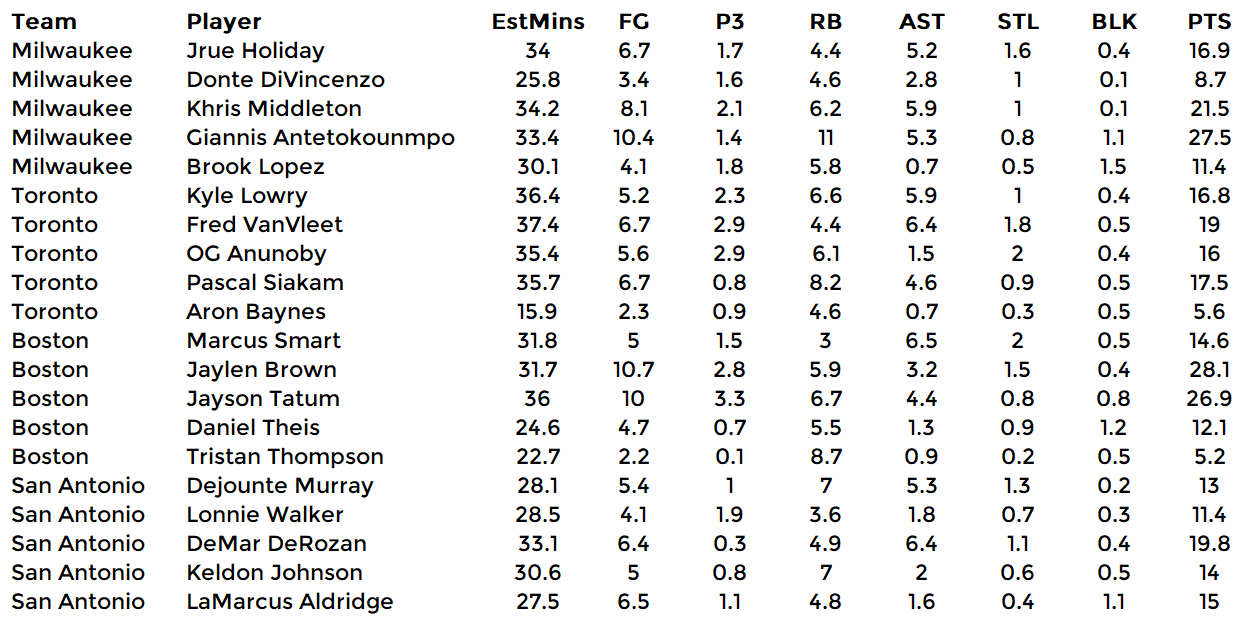 Team Player EstMins FG P3 RB AST STL BLK PTS
Milwaukee Jrue Holiday 34 6.7 1.7 4.4 5.2 1.6 0.4 16.9
Milwaukee Donte DiVincenzo 25.8 3.4 1.6 4.6 2.8 1 0.1 8.7
Milwaukee Khris Middleton 34.2 8.1 2.1 6.2 5.9 1 0.1 21.5
Milwaukee Giannis Antetokounmpo 33.4 10.4 1.4 11 5.3 0.8 1.1 27.5
Milwaukee Brook Lopez 30.1 4.1 1.8 5.8 0.7 0.5 1.5 11.4
Toronto Kyle Lowry 36.4 5.2 2.3 6.6 5.9 1 0.4 16.8
Toronto Fred VanVleet 37.4 6.7 2.9 4.4 6.4 1.8 0.5 19
Toronto OG Anunoby 35.4 5.6 2.9 6.1 1.5 2 0.4 16
Toronto Pascal Siakam 35.7 6.7 0.8 8.2 4.6 0.9 0.5 17.5
Toronto Aron Baynes 15.9 2.3 0.9 4.6 0.7 0.3 0.5 5.6
Boston Marcus Smart 31.8 5 1.5 3 6.5 2 0.5 14.6
Boston Jaylen Brown 31.7 10.7 2.8 5.9 3.2 1.5 0.4 28.1
Boston Jayson Tatum 36 10 3.3 6.7 4.4 0.8 0.8 26.9
Boston Daniel Theis 24.6 4.7 0.7 5.5 1.3 0.9 1.2 12.1
Boston Tristan Thompson 22.7 2.2 0.1 8.7 0.9 0.2 0.5 5.2
San Antonio Dejounte Murray 28.1 5.4 1 7 5.3 1.3 0.2 13
San Antonio Lonnie Walker 28.5 4.1 1.9 3.6 1.8 0.7 0.3 11.4
San Antonio DeMar DeRozan 33.1 6.4 0.3 4.9 6.4 1.1 0.4 19.8
San Antonio Keldon Johnson 30.6 5 0.8 7 2 0.6 0.5 14
San Antonio LaMarcus Aldridge 27.5 6.5 1.1 4.8 1.6 0.4 1.1 15